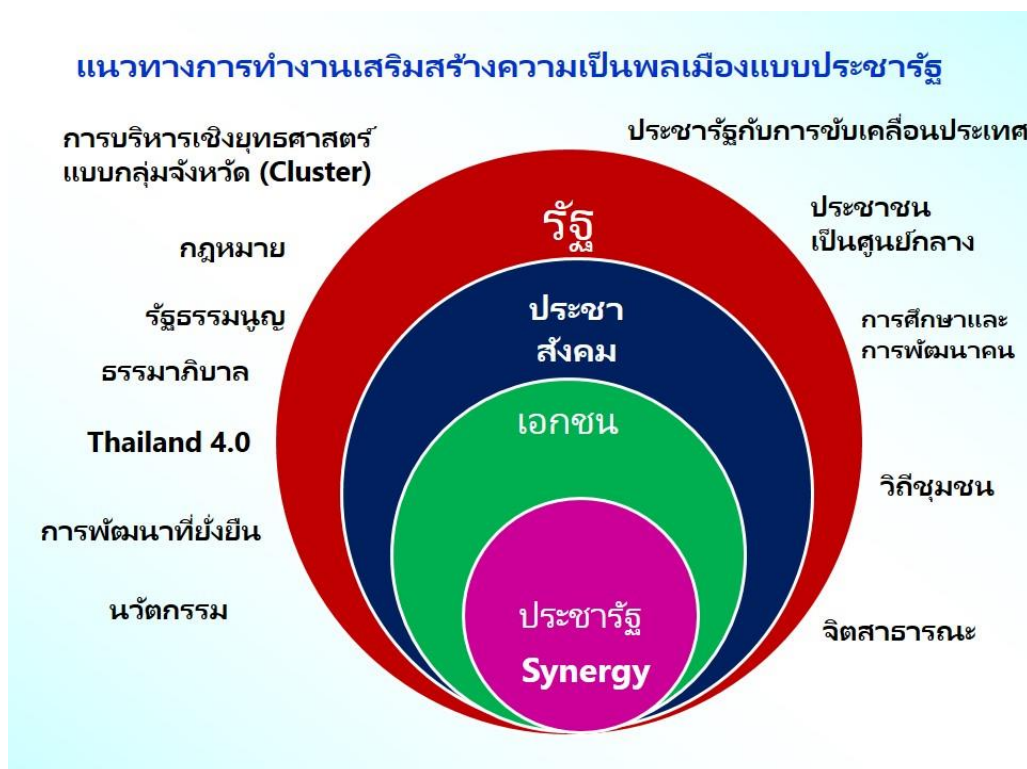 แนวทางการทำงานเสริมสร้างความเป็นพลเมืองแบบประชารัฐ
การบริหารเชิงยุทธศาสตร์
แบบกลุ่มจังหวัด (Cluster)
กฎหมาย
รัฐธรรมนูญ
ธรรมาภิบาล
Thailand 4.0
การพัฒนาที่ยั่งยืน
นวัตกรรม
รัฐ
ประชา
สังคม
เอกชน
ประชารัฐ
Synergy
ประชารัฐกับการขับเคลื่อนประเทศ
ประชาชน
เป็นศูนย์กลาง
การศึกษาและ
การพัฒนาคน
วิถีชุมชน
จิตสาธารณะ